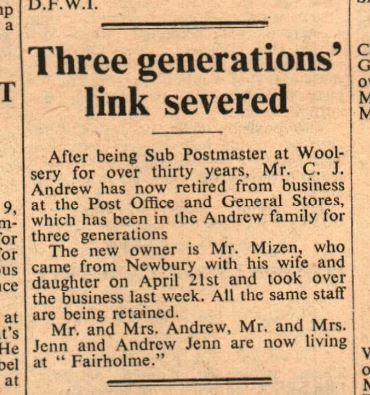 D.F.W.I.
Three generations'
link severed
After being Sub Postmaster at Wool-
sery for over thirty years, Mr. C. J.
Andrew has now retired from business
at the Post Office and General Stores,
which has been in the Andrew family for
three generations
The new owner is Mr. Mizen, who
came from Newbury with his wife and
daughter on April 21st and took over
the business last week. All the same staff
are being retained.
Mr. and Mrs. Andrew, Mr. and Mrs.
Jenn and Andrew Jenn are now living
at " Fairholme."